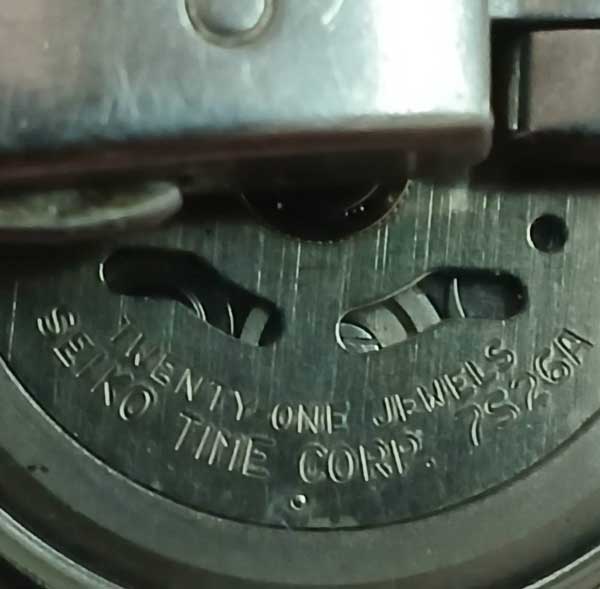 TWENTY ONE JEWELS
SEIKO TIME CORP. 7S26A